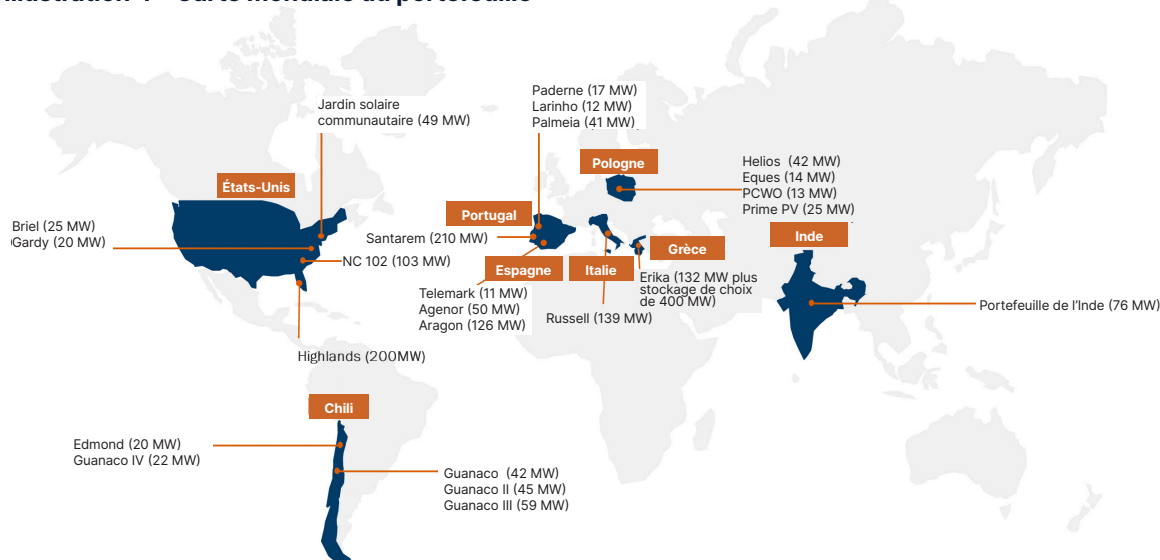 Illustration – Carte mondiale du portefeuille
Jardin solaire
communautaire (49 MW)
Paderne (17 MW)
Larinho (12 MW)
Palmeia (41 MW)
Pologne
Helios (42 MW)
Eques (14 MW)
PCWO (13 MW)
Prime PV (25 MW)
États-Unis
Portugal
Briel (25 MW)
Gardy (20 MW)
Santarem (210 MW)
Inde
Grèce
NC 102 (103 MW)
Espagne
Italie
Erika (132 MW plus
stockage de choix
de 400 MW)
Telemark (11 MW)
Agenor (50 MW)
Aragon (126 MW)
Russell (139 MW)
Portefeuille de l’Inde (76 MW)
Highlands (200MW)
Chili
Edmond (20 MW)
Guanaco IV (22 MW)
Guanaco (42 MW)
Guanaco II (45 MW)
Guanaco III (59 MW)